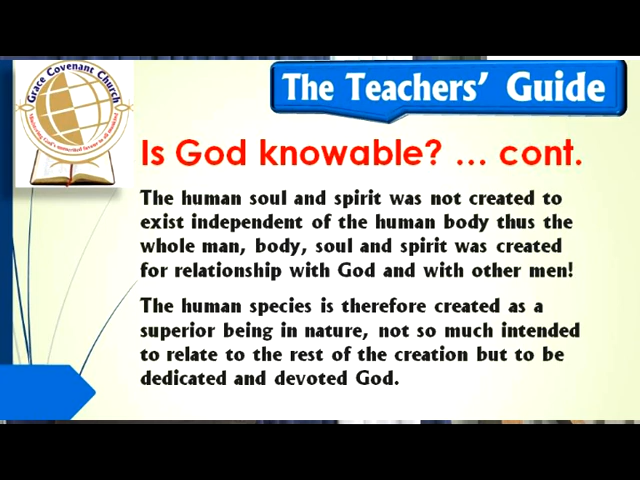 Grace Covenant Church
The Teachers' Guide
Is God knowable? ... cont.
The human soul and spirit was not created to
exist independent of the human body thus the
whole man, body, soul and spirit was created
for relationship with God and with other men!
The human species is therefore created as a
superior being in nature, not so much intended
to relate to the rest of the creation but to be
dedicated and devoted God.